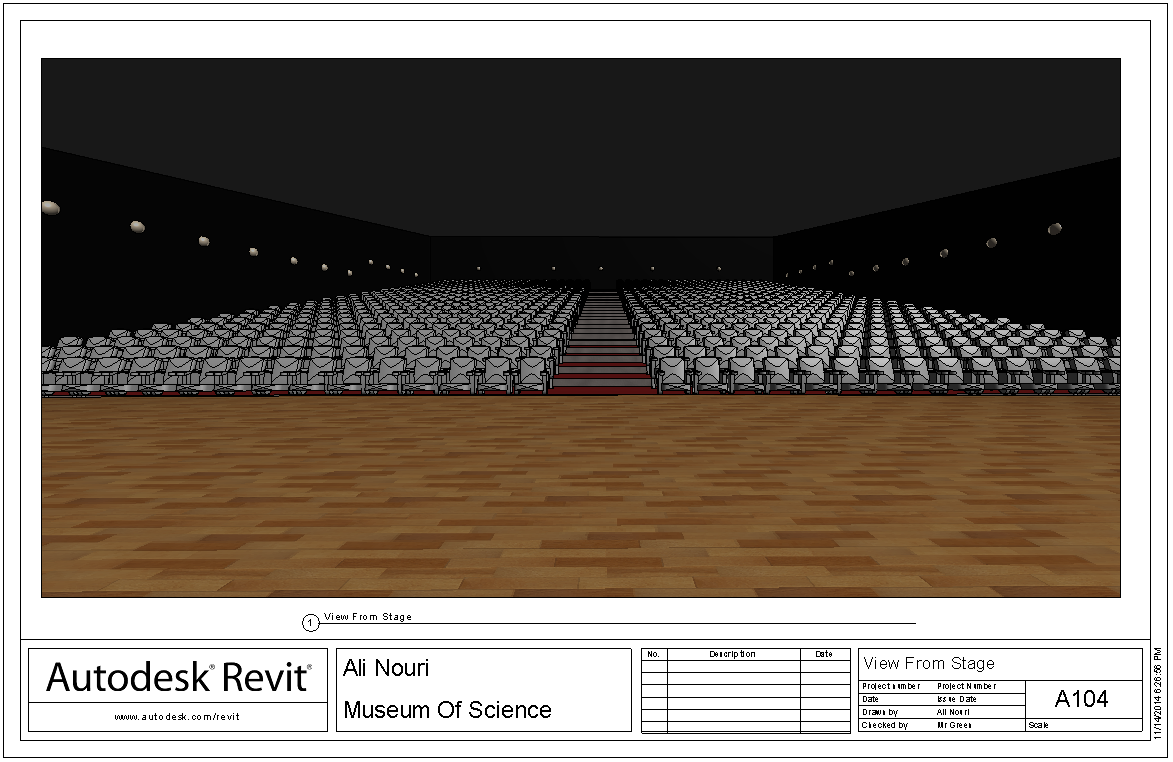 1 View From Stage
Autodesk® Revit®
www.autodesk.com/revit
Ali Nouri
Museum Of Science
No. Description Date
View From Stage
Project number Project Number
Date Issue Date
Drawn by Ali Nouri
Checked by Mr Green
A104
Scale
11/14/2014 6:26:56 PM